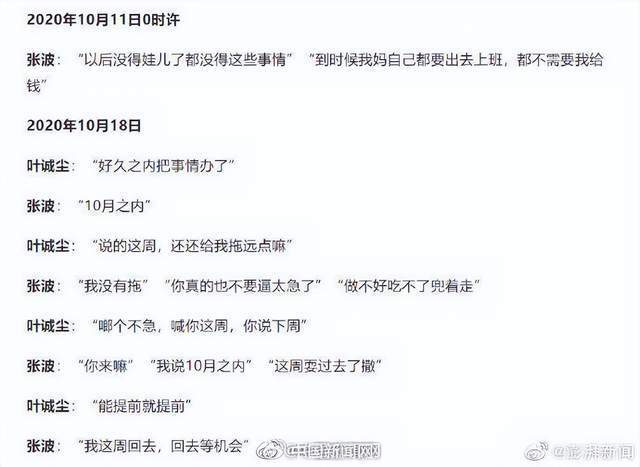 2020年10月11日0时许
张波：“以后没得娃儿了都没得这些事情” “到时候我妈自己都要出去上班，都不需要我给
钱”
2020年10月18日
叶诚尘：“好久之内把事情办了”
张波：“10月之内”
叶诚尘：“说的这周，还还给我拖远点嘛”
张波：“我没有拖” “你真的也不要逼太急了” “做不好吃不了兜着走”
叶诚尘：“啷个不急，喊你这周，你说下周”
张波：“你来嘛” “我说10月之内” “这周耍过去了撒”
叶诚尘：“能提前就提前”
张波：“我这周回去，回去等机会”
@中国新闻网
@澎湃新闻